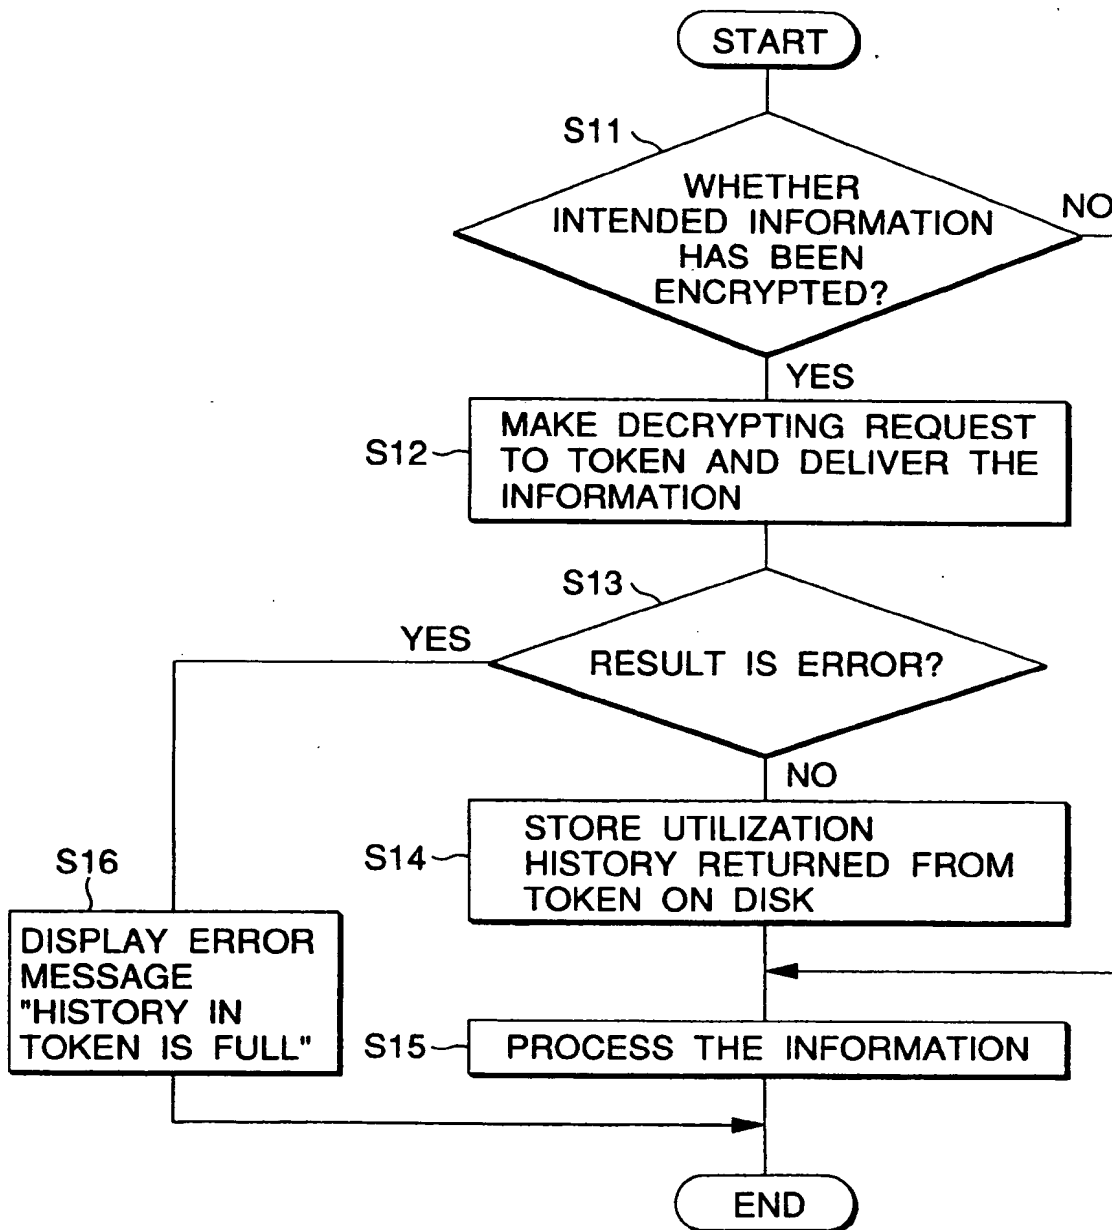 START
S11
WHETHER
INTENDED INFORMATION
HAS BEEN
ENCRYPTED?
NO
YES
S12
MAKE DECRYPTING REQUEST
TO TOKEN AND DELIVER THE
INFORMATION
S13
YES
RESULT IS ERROR?
NO
S14
STORE UTILIZATION
HISTORY RETURNED FROM
TOKEN ON DISK
S16
DISPLAY ERROR
MESSAGE
"HISTORY IN
TOKEN IS FULL"
S15
PROCESS THE INFORMATION
END